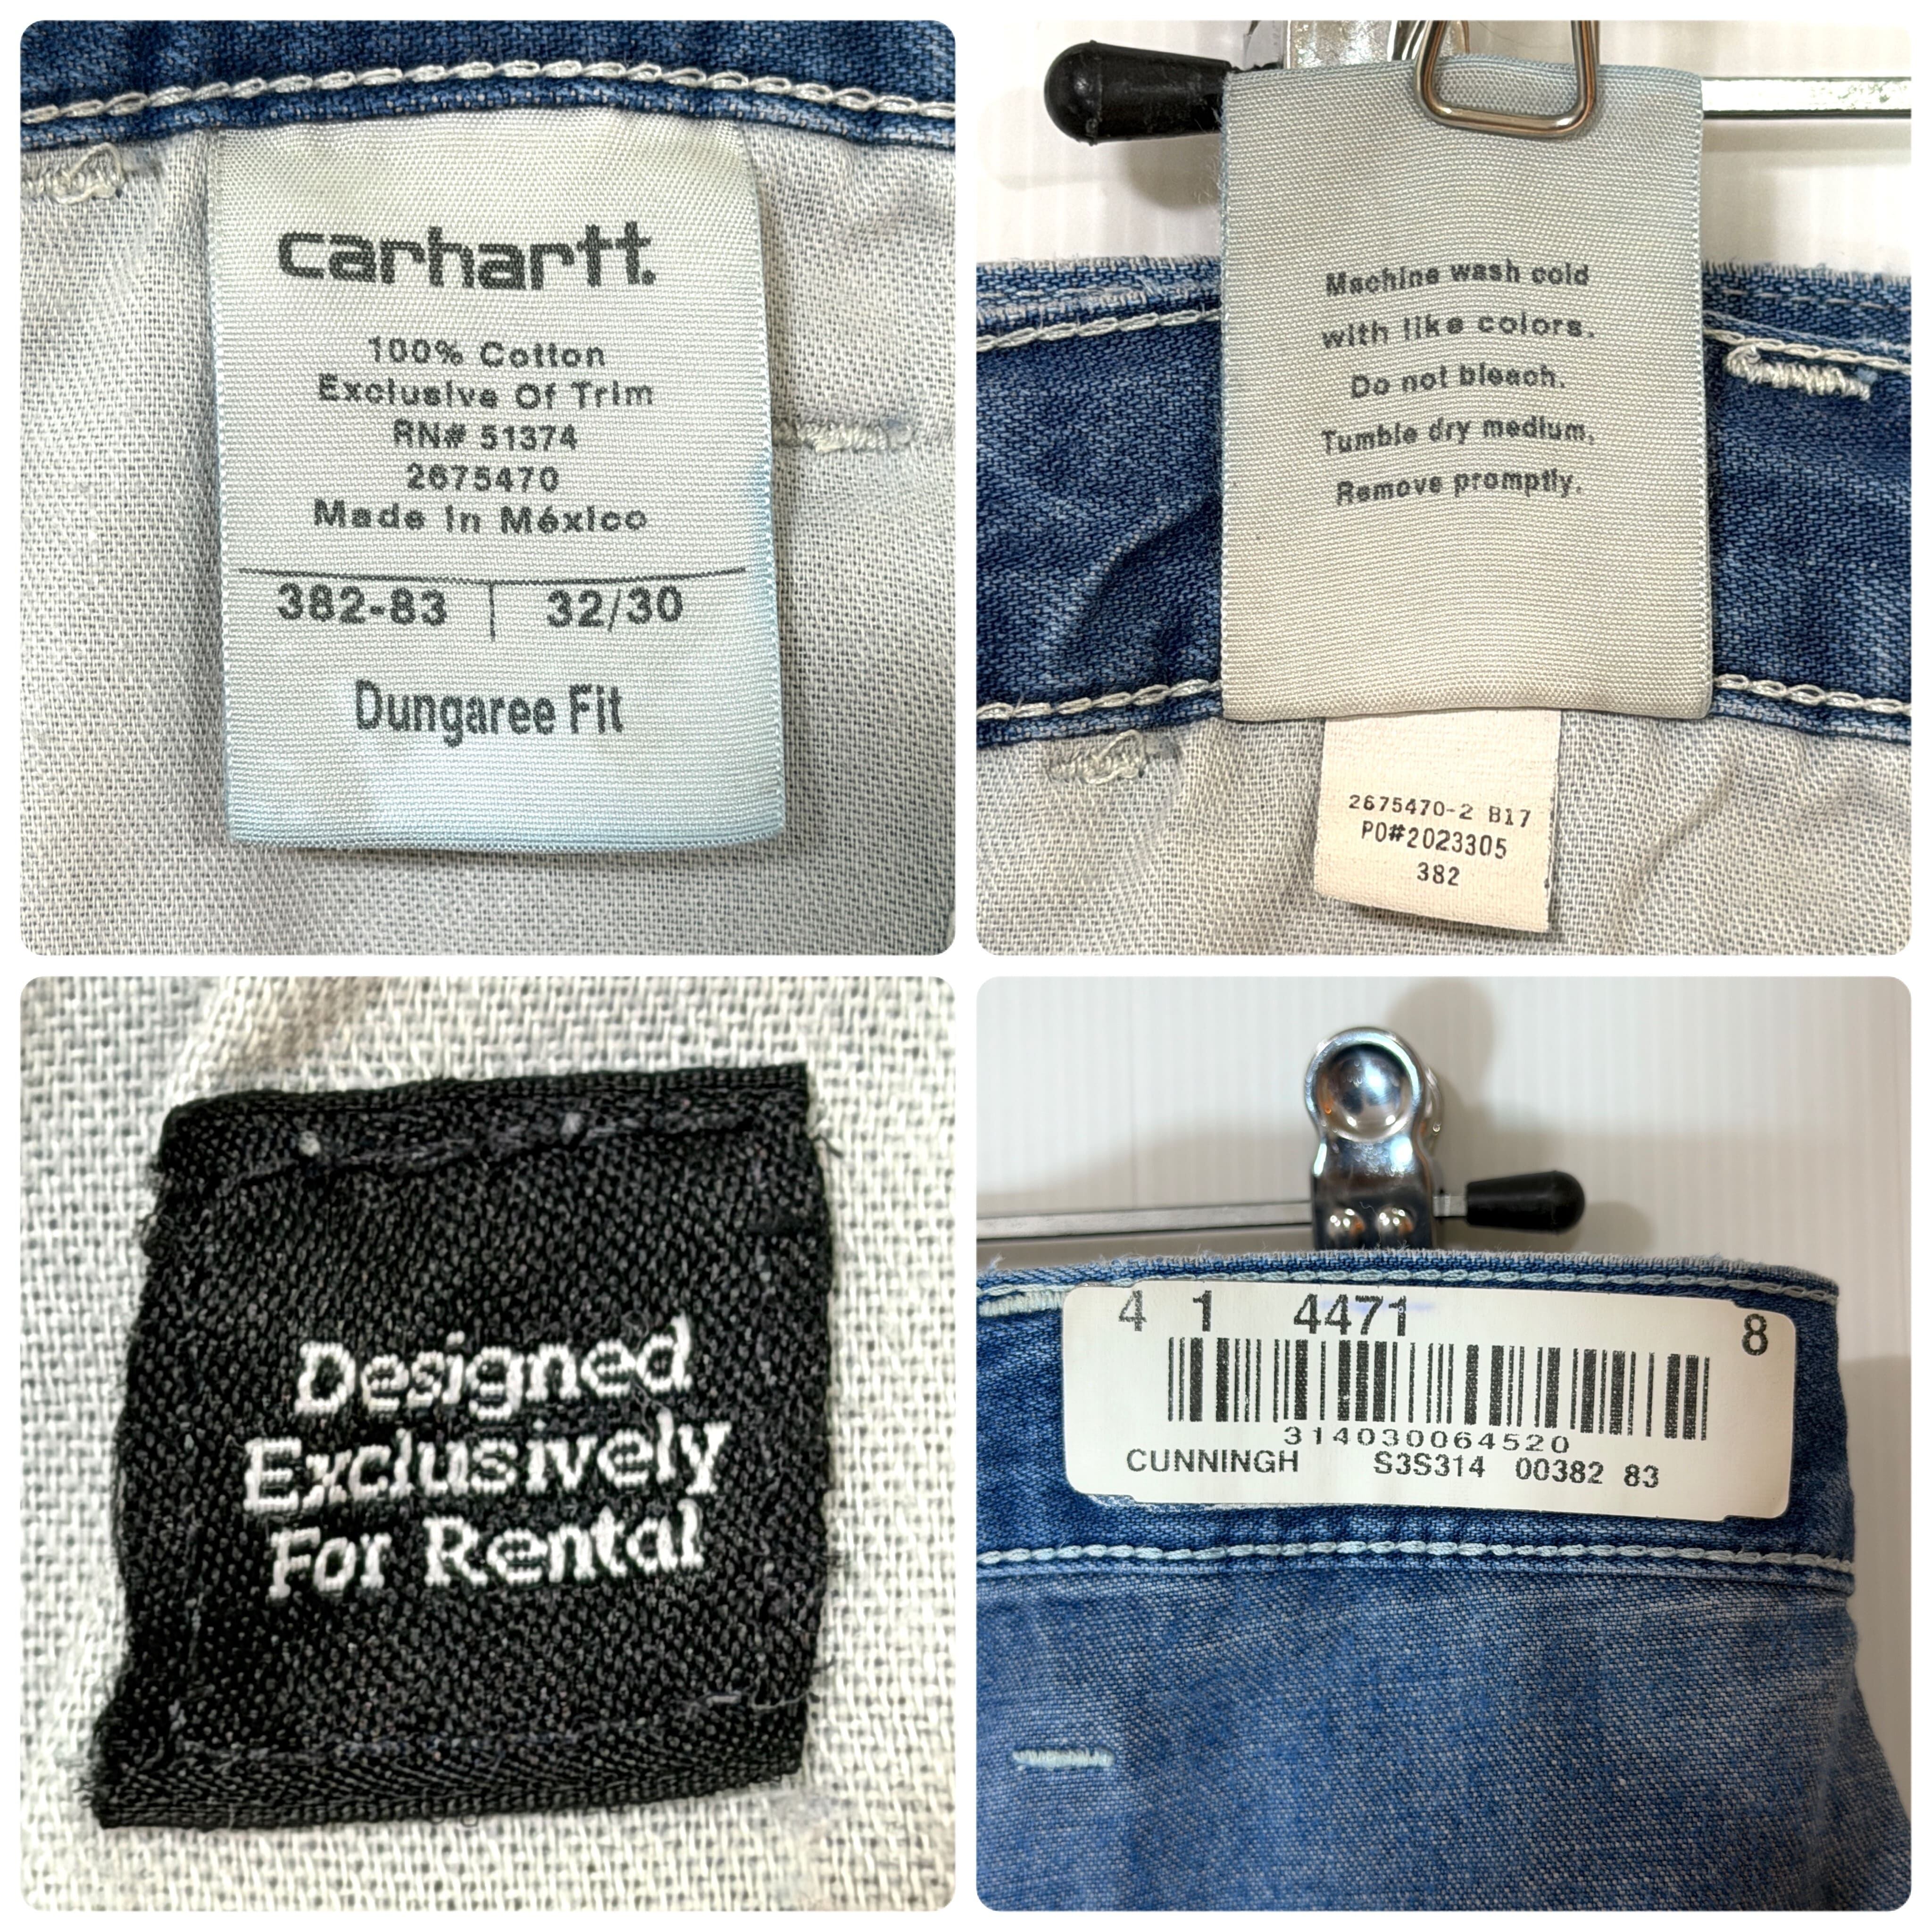 carhartt.
100% Cotton
Exclusive Of Trim
RN# 51374
2675470
Made in México
382-83 | 32/30
Dungaree Fit
Machine wash cold
with like colors.
Do not bleach.
Tumble dry medium.
Remove promptly.
2675470-2 B17
PO#2023305
382
Designed
Exclusively
For Rental
4 1 4471 8
314030064520
CUNNINGH S3S314 00382 83